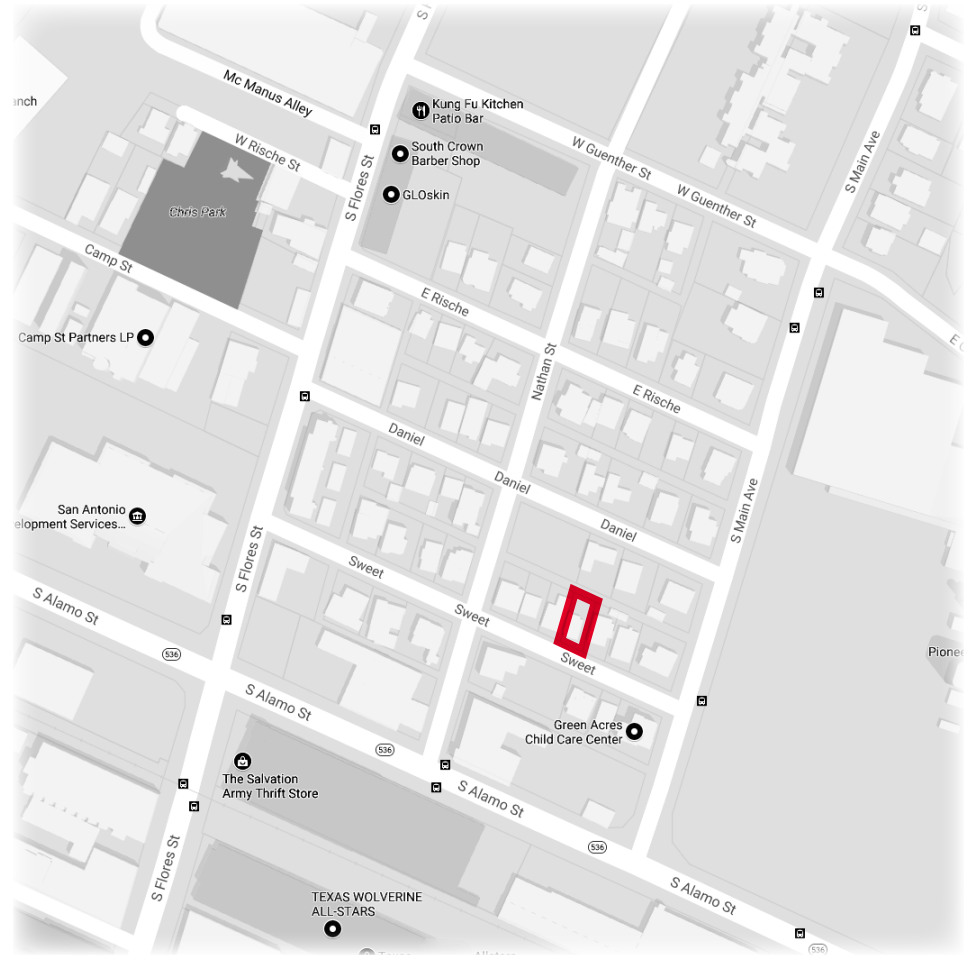 S
S
anch
Mc Manus Alley
Kung Fu Kitchen
Patio Bar
W Rische St
South Crown
Barber Shop
W Guenther St
S Main Ave
S Flores St
GLOskin
W Guenther St
Chris Park
Camp St
E Rische
Camp St Partners LP
E
Nathan St
E Rische
Daniel
Daniel
San Antonio
elopment Services...
Daniel
S Main Ave
S Flores St
Sweet
S Alamo St
Sweet
536
Sweet
Pione
S Alamo St
Green Acres
Child Care Center
536
The Salvation
Army Thrift Store
S Alamo St
536
S Flores St
S Alamo St
TEXAS WOLVERINE
ALL-STARS
536